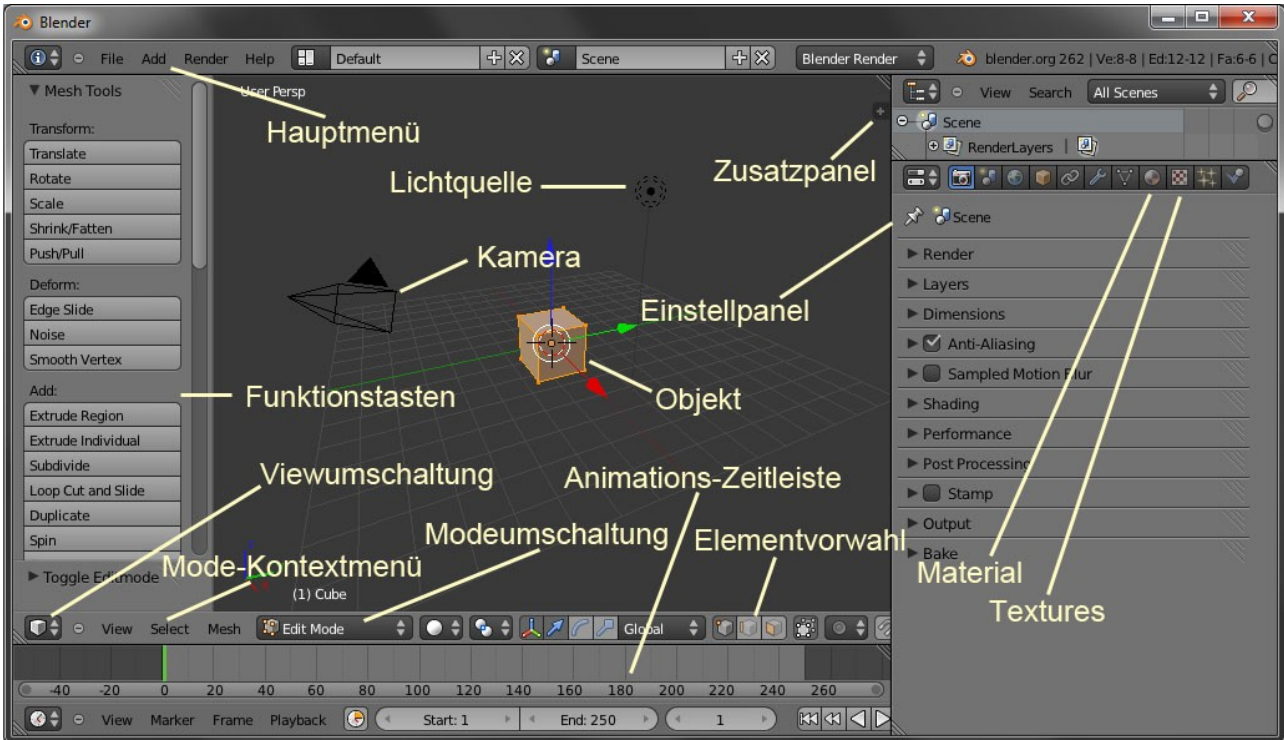 Blender
File Add Render Help Default Scene Blender Render blender.org 262 | Ve:8-8 | Ed:12-12 | Fa:6-6 | C
Mesh Tools
Transform:
Translate
Rotate
Scale
Shrink/Fatten
Push/Pull
Deform:
Edge Slide
Noise
Smooth Vertex
Add:
Extrude Region
Extrude Individual
Subdivide
Loop Cut and Slide
Duplicate
Spin
Toggle Editmode
User Persp
Hauptmenü
Lichtquelle
Zusatzpanel
Kamera
Einstellpanel
Funktionstasten
Objekt
Viewumschaltung
Animations-Zeitleiste
Modeumschaltung
Elementvorwahl
Mode-Kontextmenü
(1) Cube
View Search All Scenes
Scene
RenderLayers |
Scene
Render
Layers
Dimensions
Anti-Aliasing
Sampled Motion Blur
Shading
Performance
Post Processing
Stamp
Output
Bake
Material
Textures
View Select Mesh Edit Mode Global
-40 -20 0 20 40 60 80 100 120 140 160 180 200 220 240 260
View Marker Frame Playback Start: 1 End: 250 1